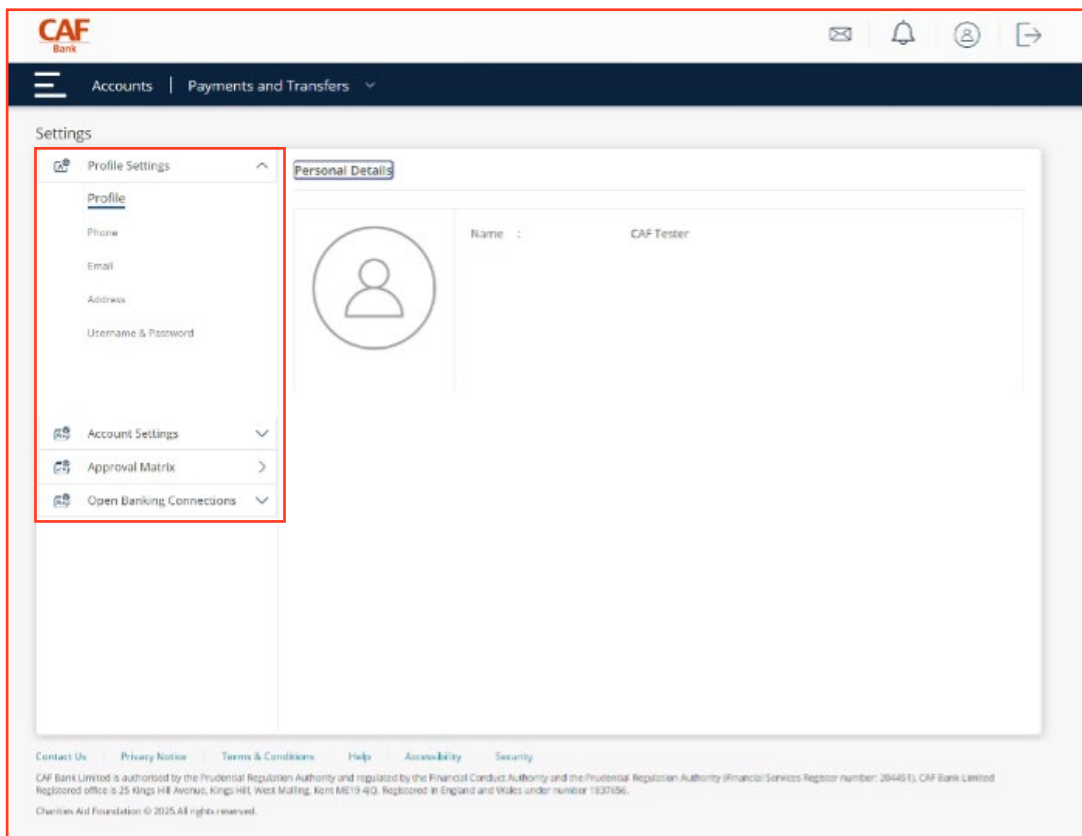 CAF
Bank
Accounts | Payments and Transfers
Settings
Profile Settings
Profile
Phone
Email
Address
Username & Password
Account Settings
Approval Matrix
Open Banking Connections
Personal Details
Name :
CAF Tester
Contact Us
Privacy Notice
Terms & Conditions
Help
Accessibility
Security
CAF Bank Limited is authorised by the Prudential Regulation Authority and regulated by the Financial Conduct Authority and the Prudential Regulation Authority (Financial Services Register number: 204451). CAF Bank Limited
Registered office is 25 Kings Hill Avenue, Kings Hill, West Malling, Kent ME19 4JQ. Registered in England and Wales under number 1837656.
Charities Aid Foundation © 2025 All rights reserved.